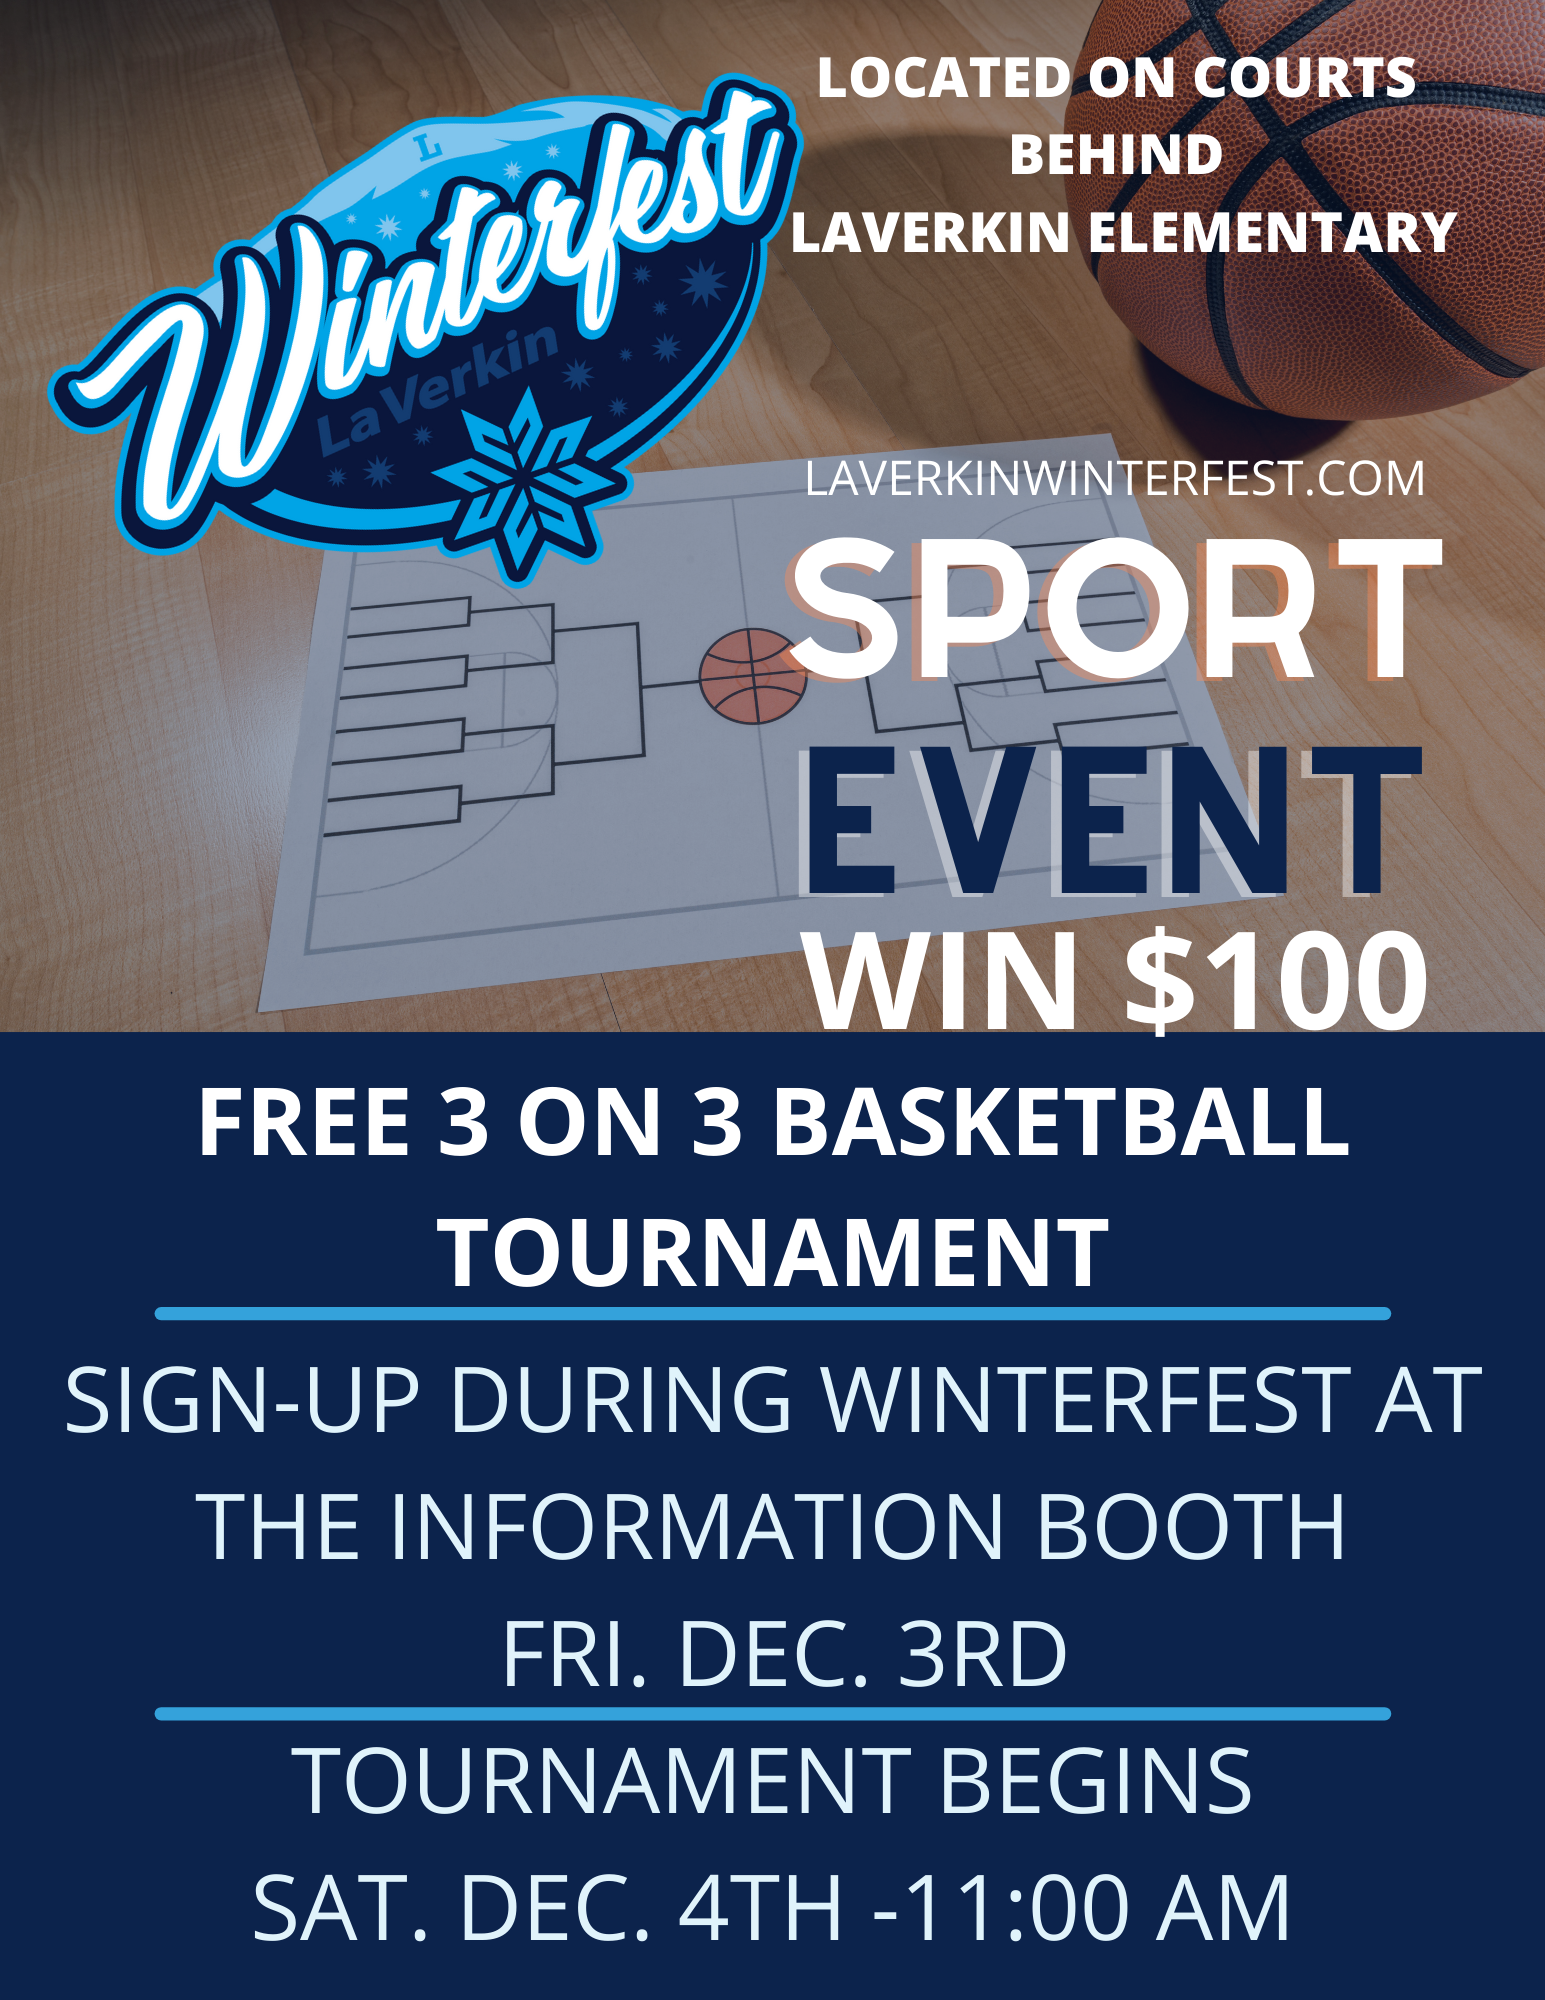 LOCATED ON COURTS
BEHIND
LAVERKIN ELEMENTARY
L
Winterfest
LaVerkin
LAVERKINWINTERFEST.COM
SPORT
EVENT
WIN $100
FREE 3 ON 3 BASKETBALL
TOURNAMENT
SIGN-UP DURING WINTERFEST AT
THE INFORMATION BOOTH
FRI. DEC. 3RD
TOURNAMENT BEGINS
SAT. DEC. 4TH -11:00 AM